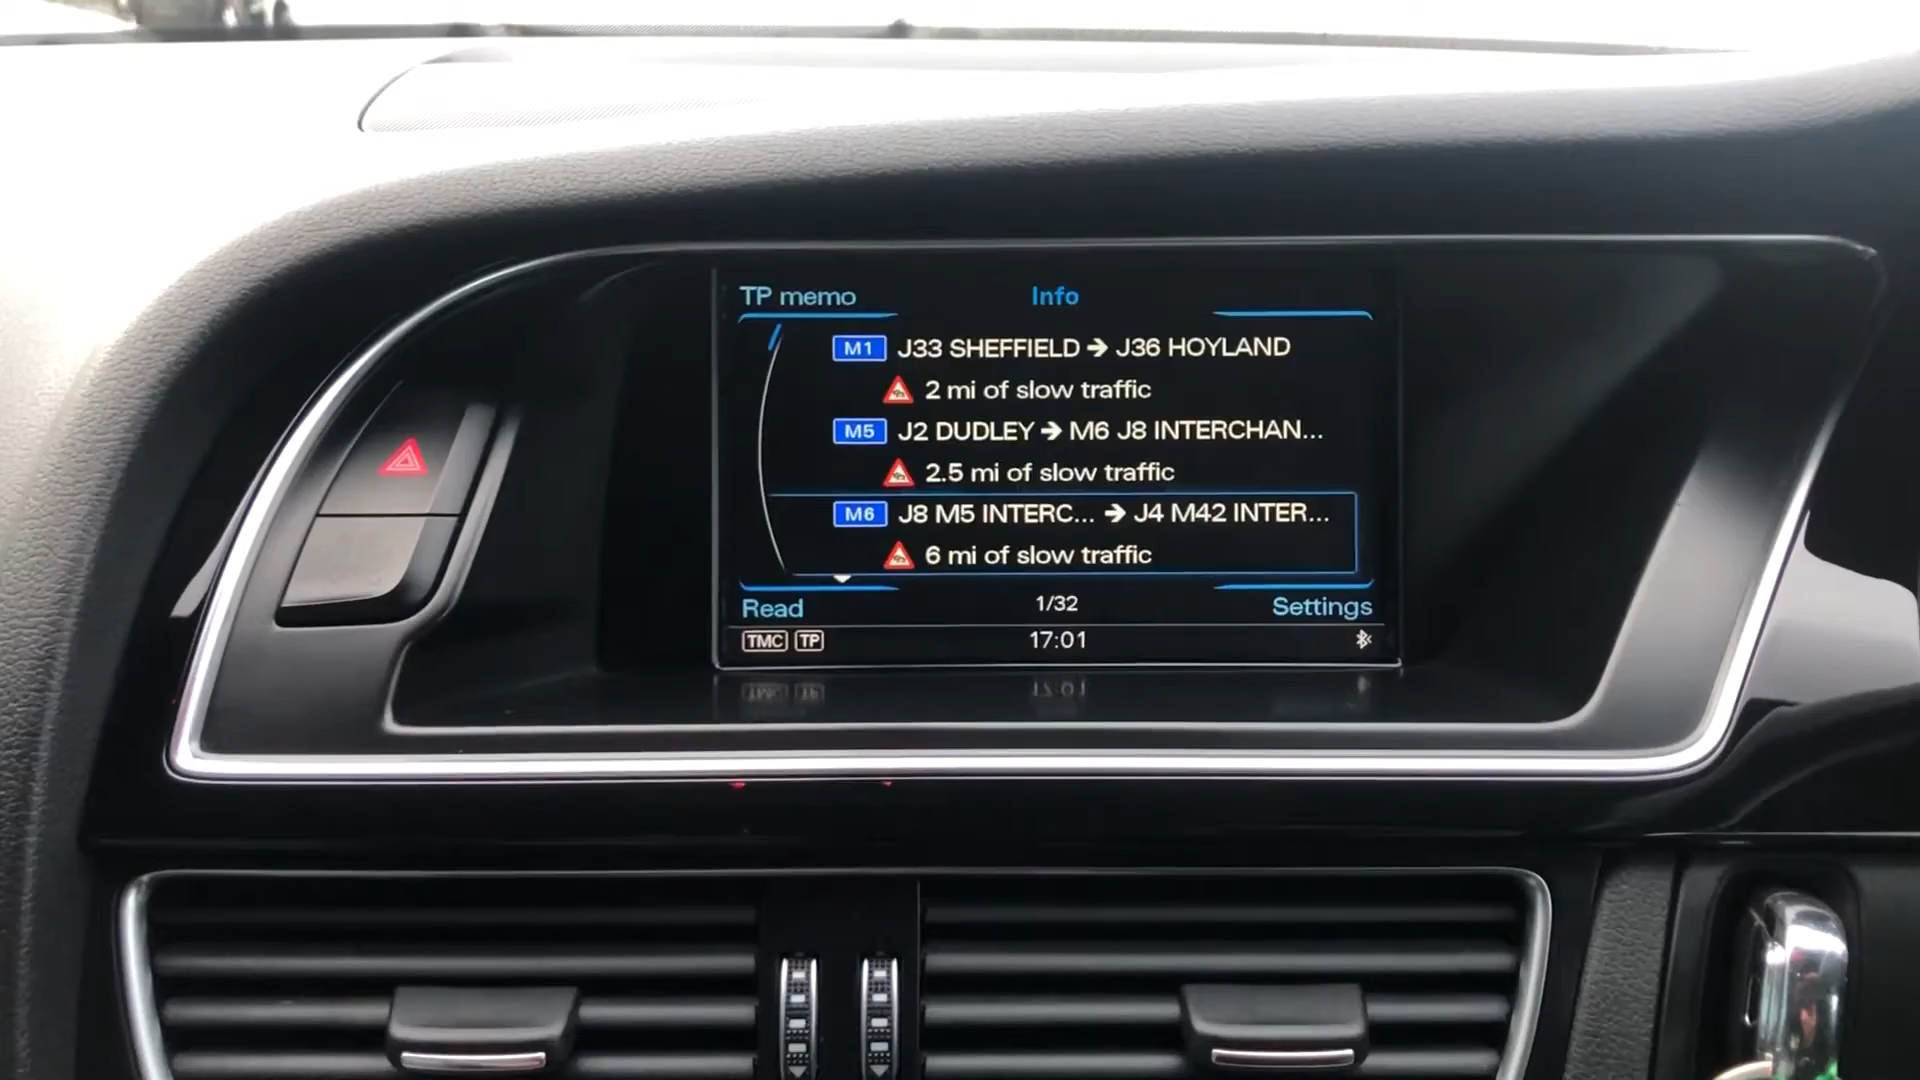 TP memo Info
M1 J33 SHEFFIELD → J36 HOYLAND
2 mi of slow traffic
M5 J2 DUDLEY → M6 J8 INTERCHAN...
2.5 mi of slow traffic
M6 J8 M5 INTERC... → J4 M42 INTER...
6 mi of slow traffic
Read 1/32 Settings
TMC TP 17:01